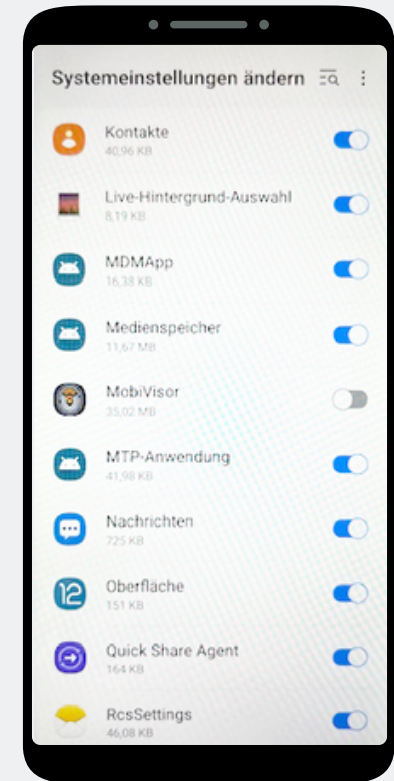 Systemeinstellungen ändern
Kontakte
40,96 KB
Live-Hintergrund-Auswahl
8,19 KB
MDMApp
16,38 KB
Medienspeicher
11,67 MB
MobiVisor
35,02 MB
MTP-Anwendung
41,98 KB
Nachrichten
725 KB
12
Oberfläche
151 KB
Quick Share Agent
164 KB
RcsSettings
46,08 KB